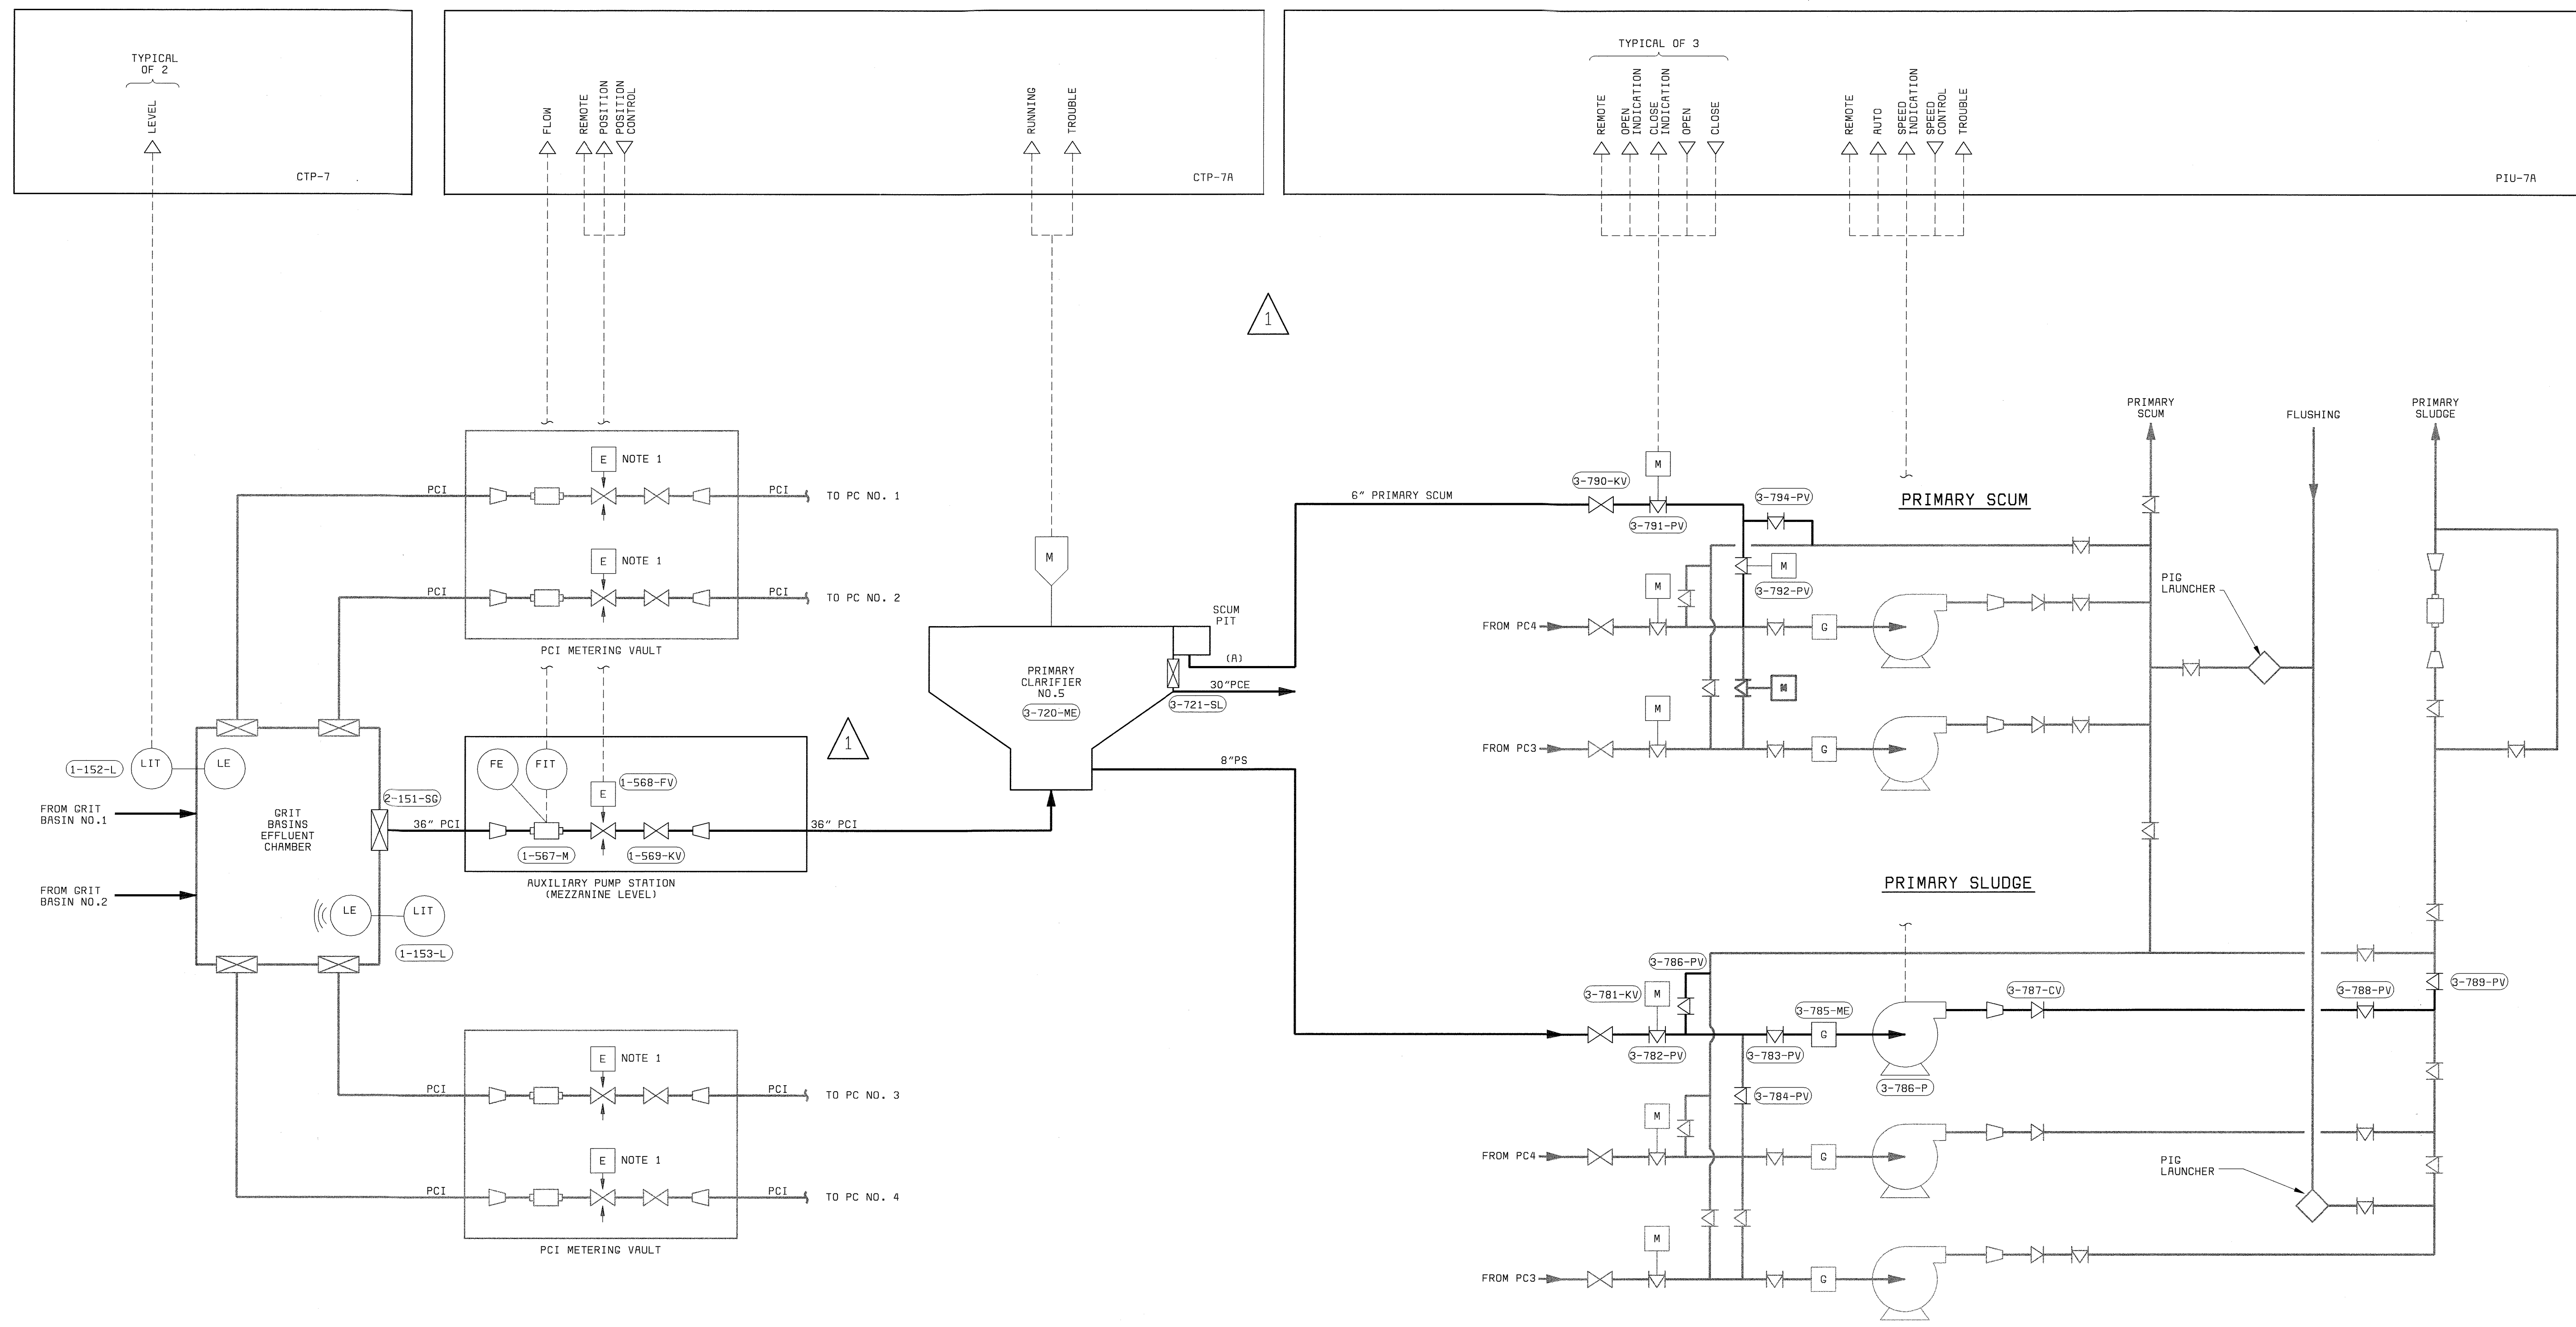 TYPICAL
OF 2
LEVEL
CTP-7
FLOW
REMOTE
POSITION
POSITION
CONTROL
RUNNING
TROUBLE
CTP-7A
TYPICAL OF 3
REMOTE
OPEN
INDICATION
CLOSE
INDICATION
OPEN
CLOSE
REMOTE
AUTO
SPEED
INDICATION
SPEED
CONTROL
TROUBLE
PIU-7A
1
PCI
E
NOTE 1
PCI
TO PC NO. 1
PCI
E
NOTE 1
PCI
TO PC NO. 2
PCI METERING VAULT
1-152-L
LIT
LE
FROM GRIT
BASIN NO.1
FROM GRIT
BASIN NO.2
GRIT
BASINS
EFFLUENT
CHAMBER
2-151-SG
36" PCI
LE
LIT
1-153-L
FE
FIT
E
1-568-FV
1-567-M
1-569-KV
36" PCI
AUXILIARY PUMP STATION
(MEZZANINE LEVEL)
1
PCI
E
NOTE 1
PCI
TO PC NO. 3
PCI
E
NOTE 1
PCI
TO PC NO. 4
PCI METERING VAULT
M
PRIMARY
CLARIFIER
NO.5
3-720-ME
SCUM
PIT
(A)
30"PCE
3-721-SL
8"PS
6" PRIMARY SCUM
3-790-KV
M
3-791-PV
3-794-PV
PRIMARY SCUM
M
3-792-PV
M
FROM PC4
G
M
M
FROM PC3
G
PRIMARY
SCUM
FLUSHING
PRIMARY
SLUDGE
PIG
LAUNCHER
PRIMARY SLUDGE
3-786-PV
3-781-KV
M
3-782-PV
3-783-PV
3-785-ME
G
3-784-PV
3-786-P
3-787-CV
3-788-PV
3-789-PV
M
FROM PC4
G
PIG
LAUNCHER
M
FROM PC3
G